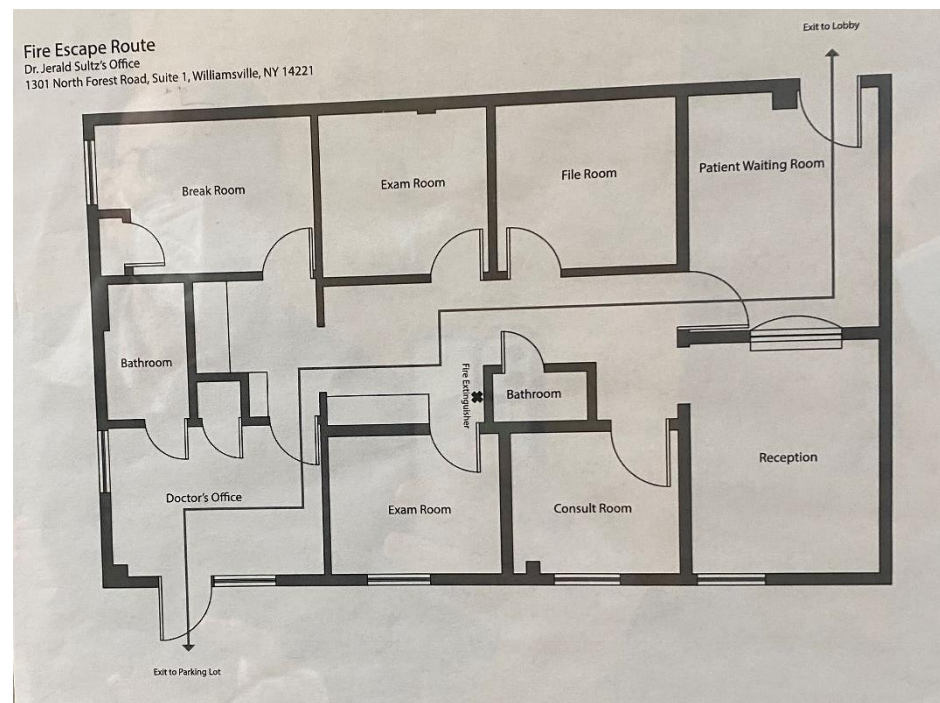 Fire Escape Route
Dr. Jerald Sultz's Office
1301 North Forest Road, Suite 1, Williamsville, NY 14221
Exit to Lobby
Break Room
Exam Room
File Room
Patient Waiting Room
Bathroom
Fire Extinguisher
Bathroom
Doctor's Office
Exam Room
Consult Room
Reception
Exit to Parking Lot